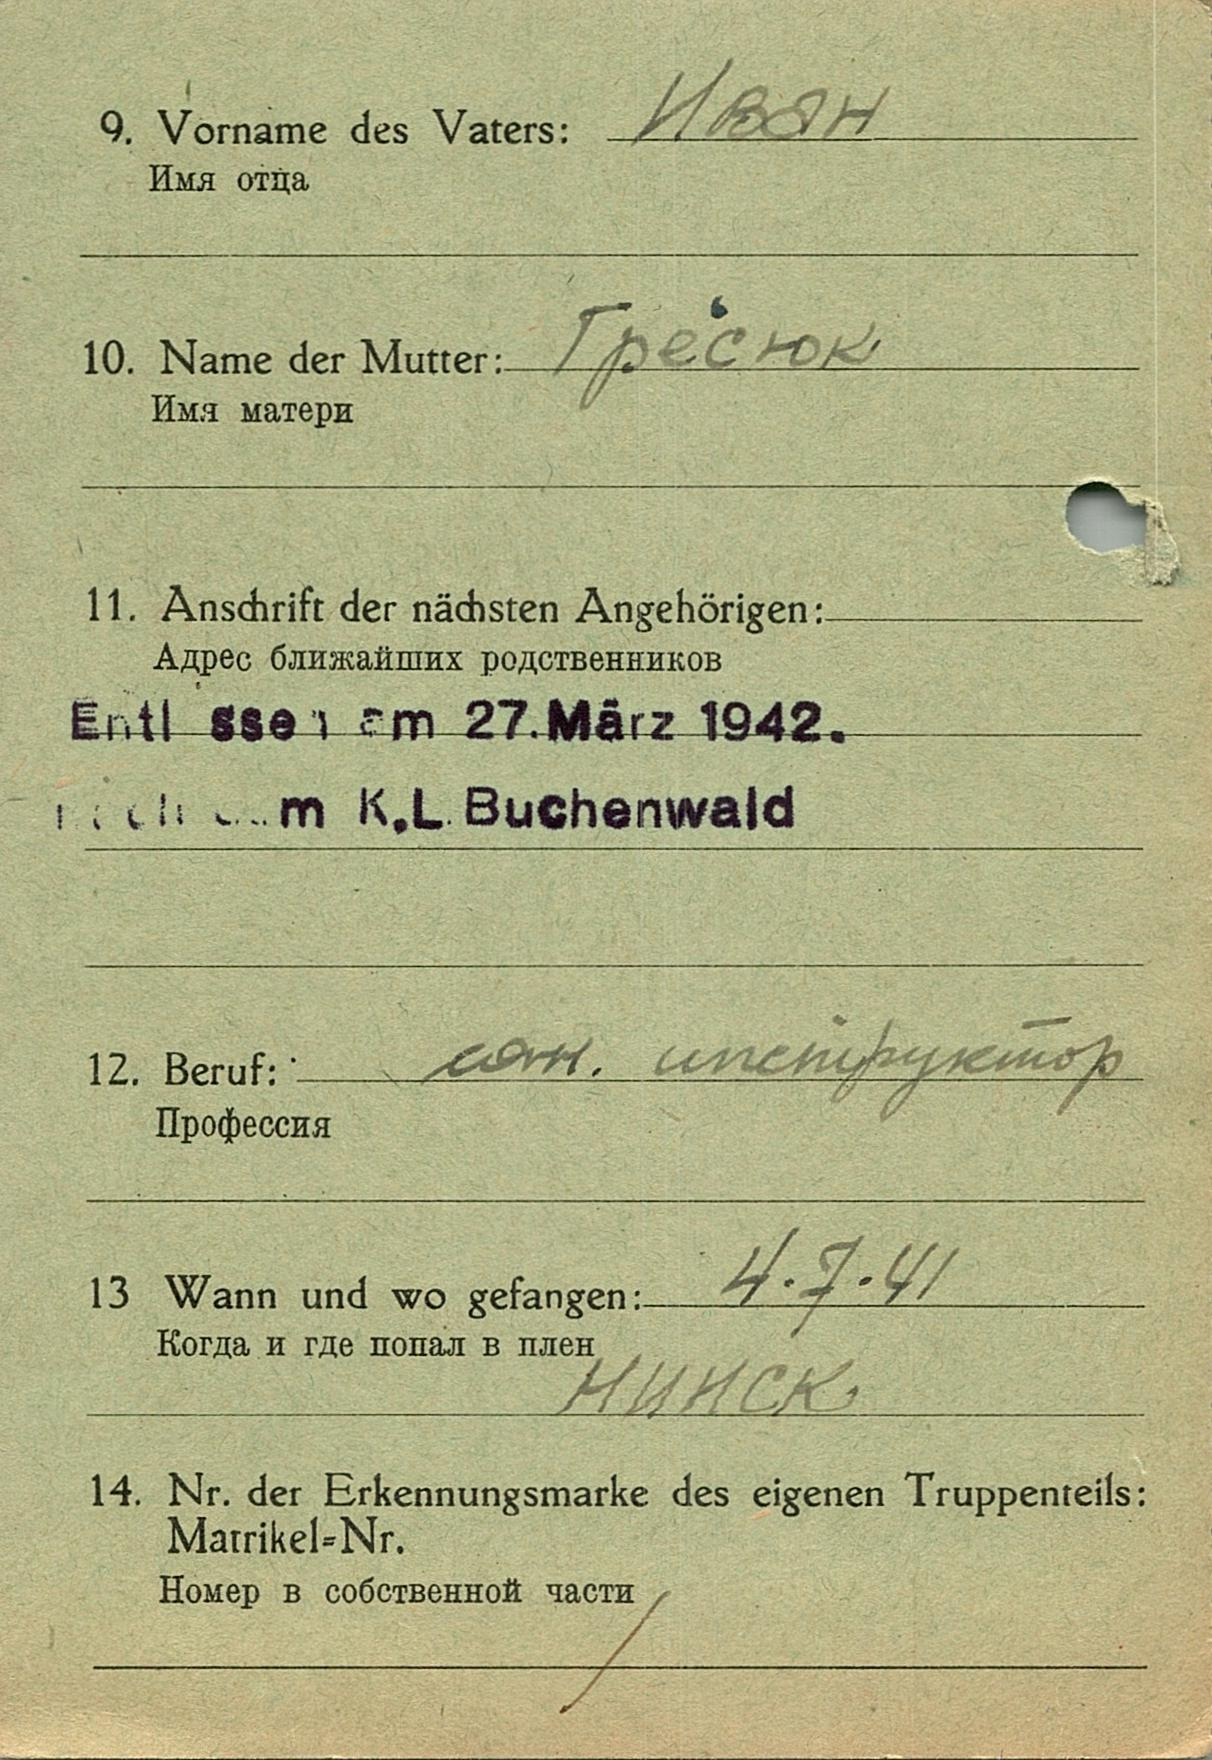 9. Vorname des Vaters: Иван
Имя отца
10. Name der Mutter: Гресюк
Имя матери
11. Anschrift der nächsten Angehörigen:
Адрес ближайших родственников
am 27. März 1942.
K.L. Buchenwald
12. Beruf: сан. инструктор
Профессия
13 Wann und wo gefangen: 4.7.41
Когда и где попал в плен
14. Nr. der Erkennungsmarke des eigenen Truppenteils:
Matrikel=Nr.
Номер в собственной части